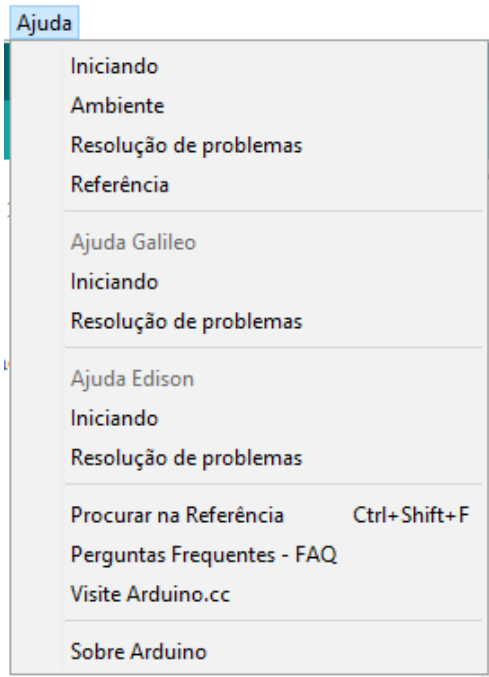 Ajuda
Iniciando
Ambiente
Resolução de problemas
Referência
Ajuda Galileo
Iniciando
Resolução de problemas
Ajuda Edison
Iniciando
Resolução de problemas
Procurar na Referência Ctrl+Shift+F
Perguntas Frequentes - FAQ
Visite Arduino.cc
Sobre Arduino